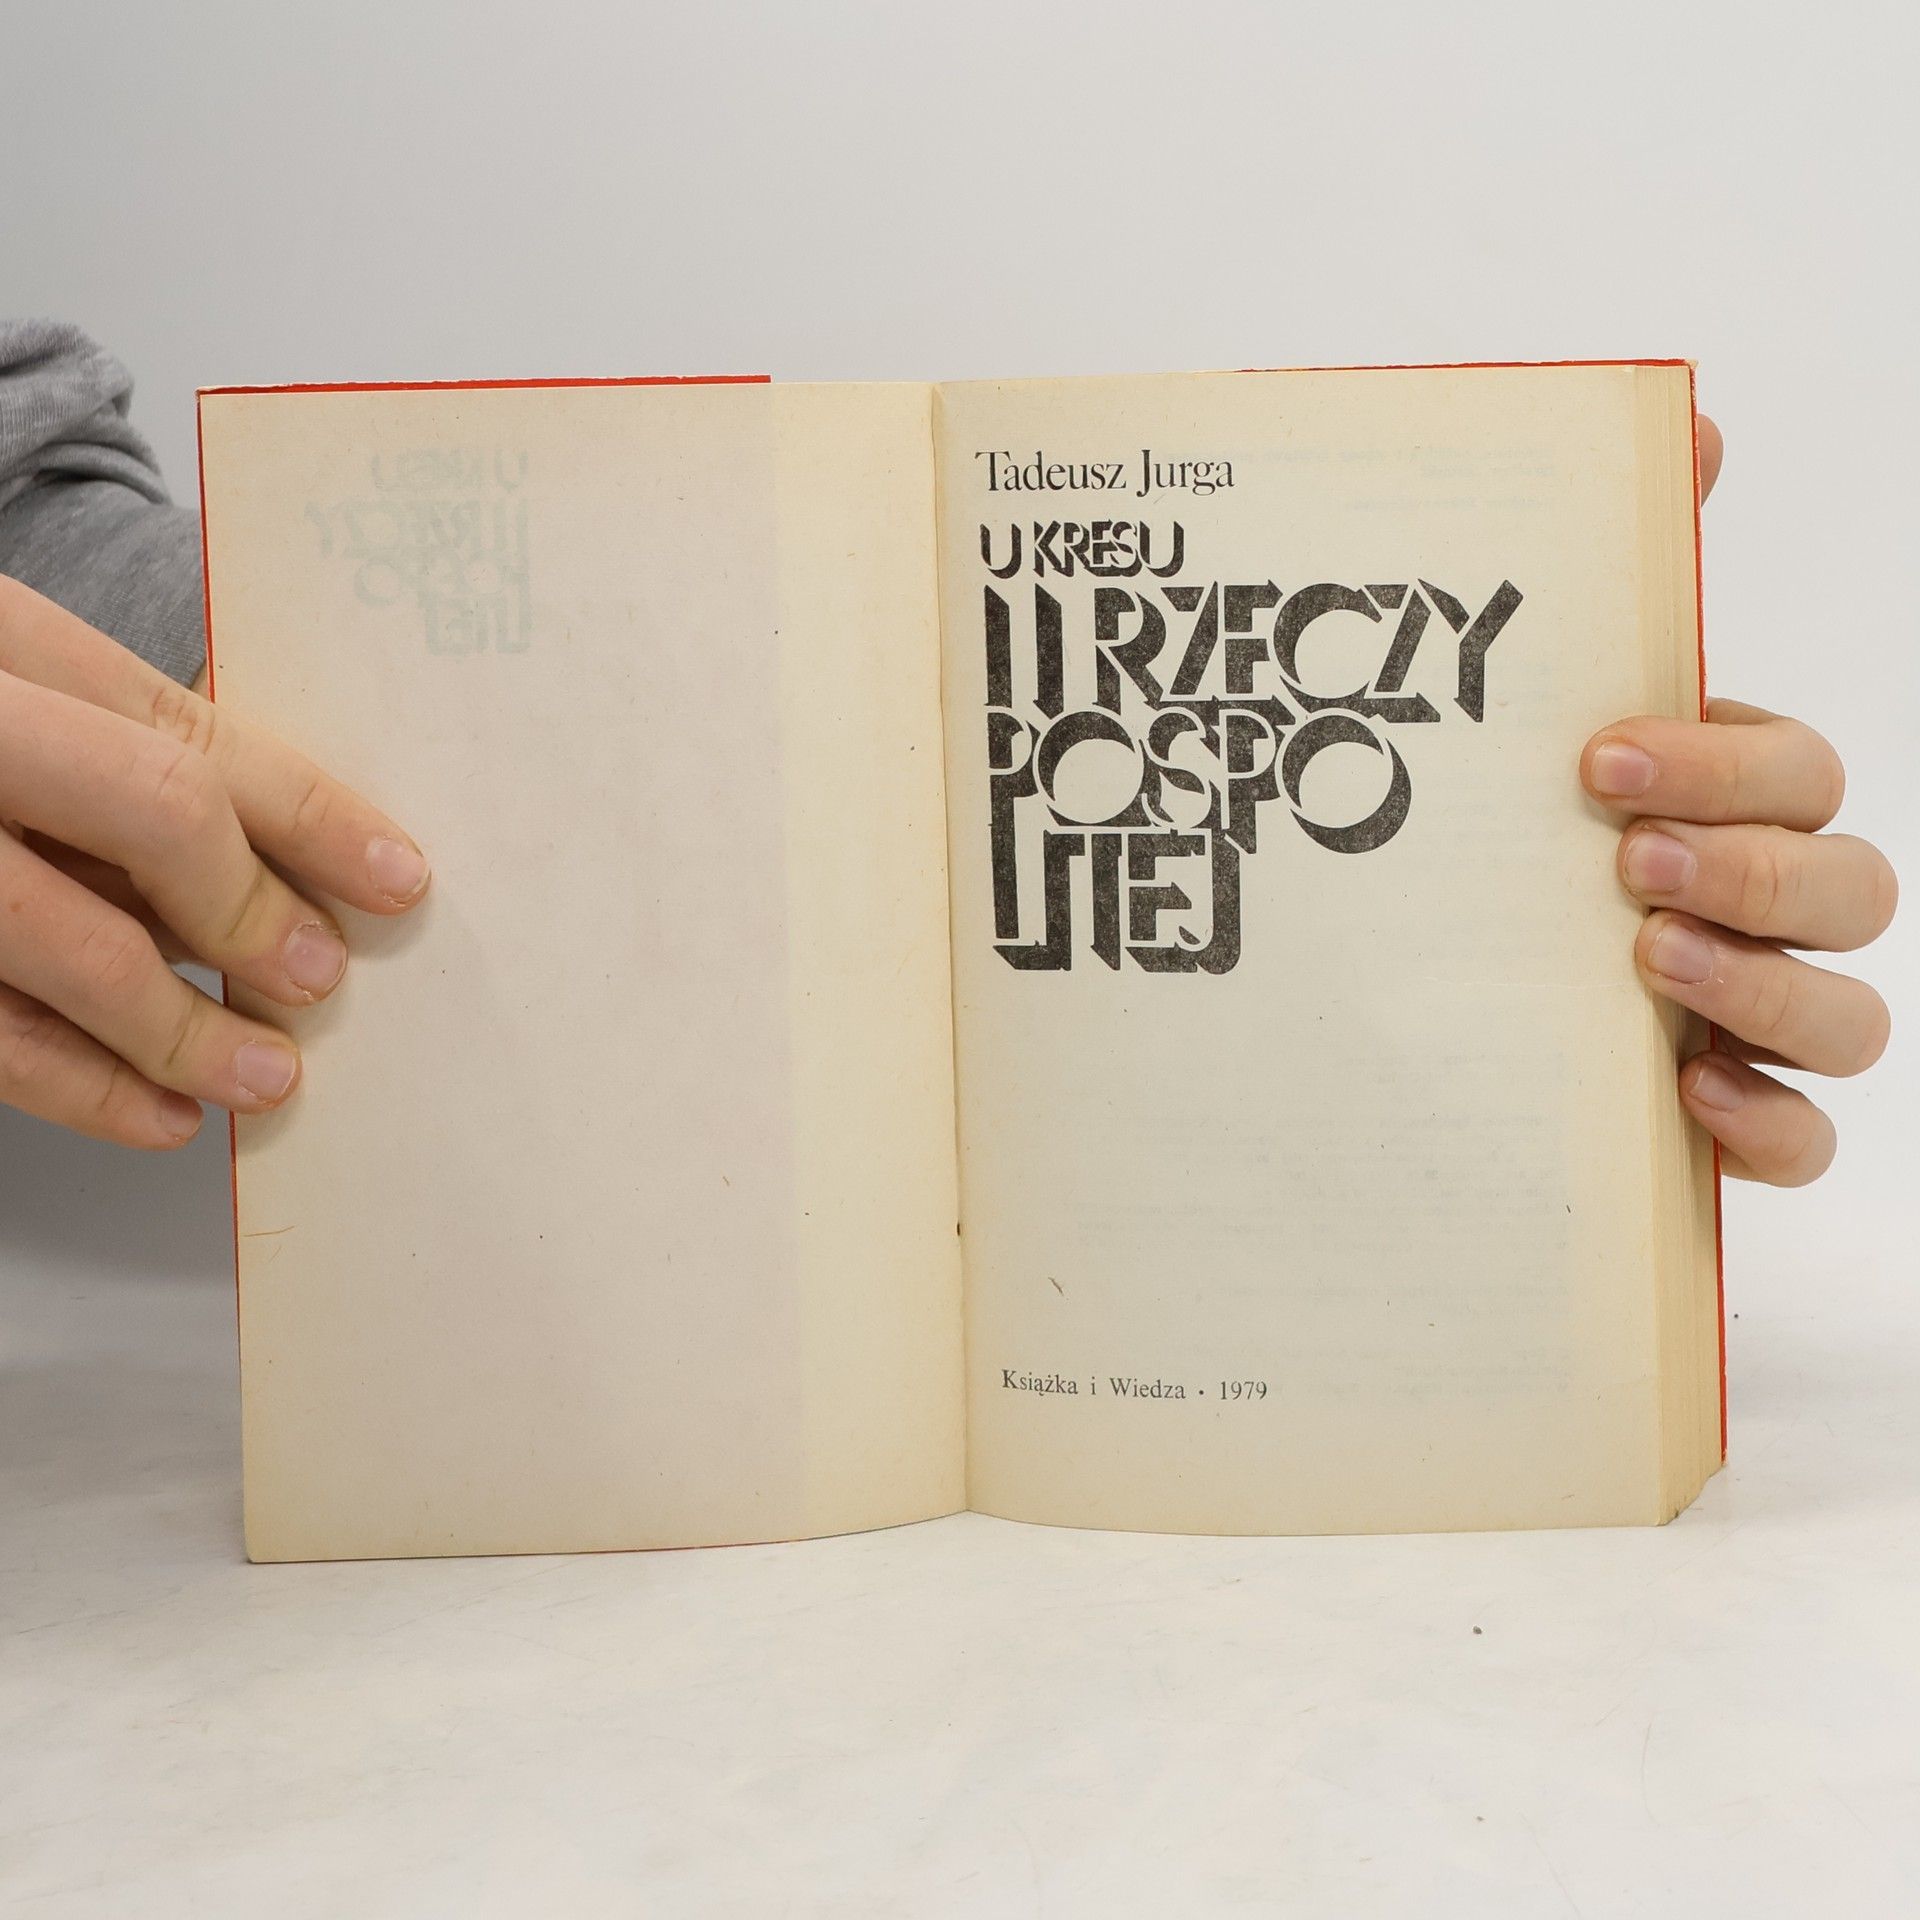 Tadeusz Jurga
U KRESU
II RZECZY
POSPO
LITEJ
Książka i Wiedza · 1979